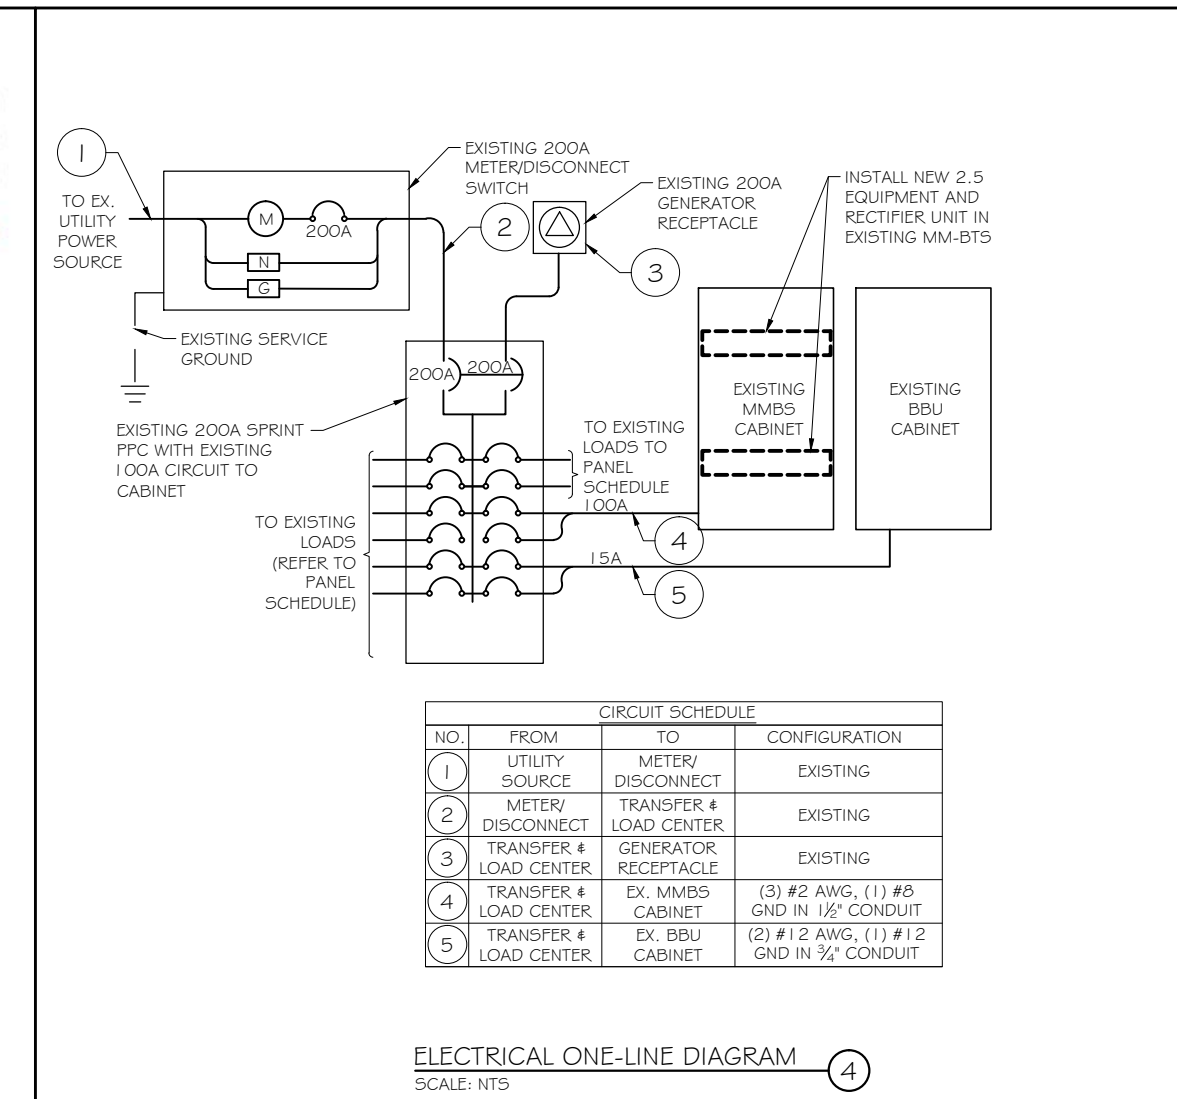 1
TO EX.
UTILITY
POWER
SOURCE
EXISTING 200A
METER/DISCONNECT
SWITCH
M
200A
N
G
2
EXISTING 200A
GENERATOR
RECEPTACLE
3
INSTALL NEW 2.5
EQUIPMENT AND
RECTIFIER UNIT IN
EXISTING MM-BTS
EXISTING SERVICE
GROUND
200A
200A
EXISTING
MMBS
CABINET
EXISTING
BBU
CABINET
EXISTING 200A SPRINT
PPC WITH EXISTING
100A CIRCUIT TO
CABINET
TO EXISTING
LOADS TO
PANEL
SCHEDULE
100A
TO EXISTING
LOADS
(REFER TO
PANEL
SCHEDULE)
4
15A
5
CIRCUIT SCHEDULE
NO. FROM TO CONFIGURATION
1
UTILITY
SOURCE
METER/
DISCONNECT
EXISTING
2
METER/
DISCONNECT
TRANSFER &
LOAD CENTER
EXISTING
3
TRANSFER &
LOAD CENTER
GENERATOR
RECEPTACLE
EXISTING
4
TRANSFER &
LOAD CENTER
EX. MMBS
CABINET
(3) #2 AWG, (1) #8
GND IN 1½" CONDUIT
5
TRANSFER &
LOAD CENTER
EX. BBU
CABINET
(2) #12 AWG, (1) #12
GND IN ¾" CONDUIT
ELECTRICAL ONE-LINE DIAGRAM
4
SCALE: NTS